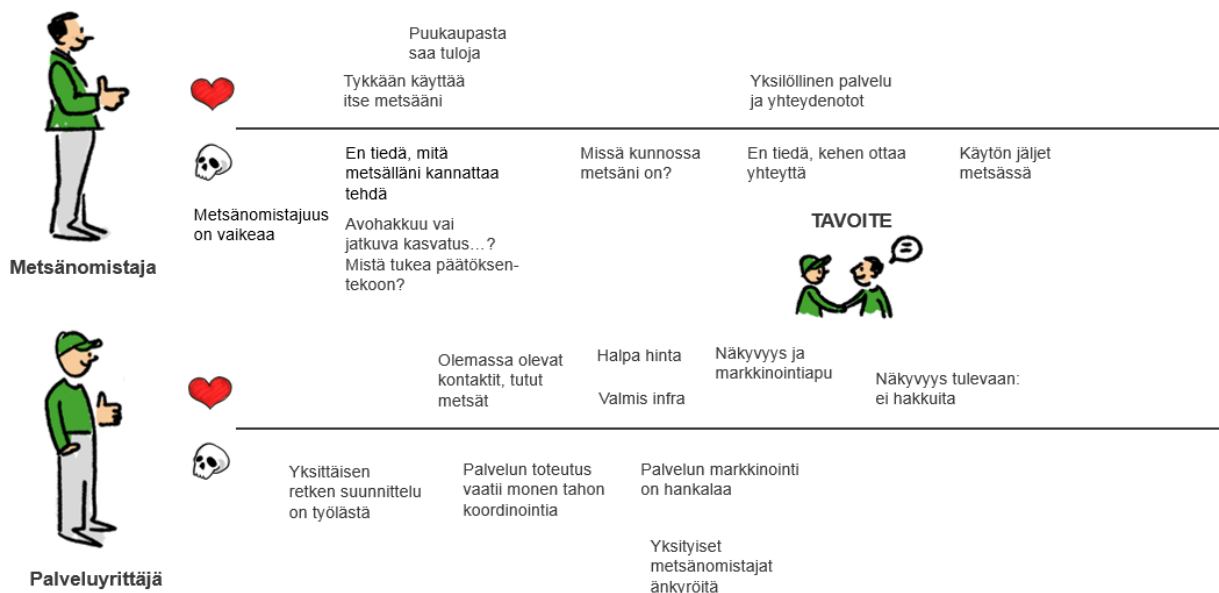 Puukaupasta
saa tuloja
Tykkään käyttää
itse metsääni
Yksilöllinen palvelu
ja yhteydenotot
En tiedä, mitä
metsälläni kannattaa
tehdä
Missä kunnossa
metsäni on?
En tiedä, kehen ottaa
yhteyttä
Käytön jäljet
metsässä
Metsänomistajuus
on vaikeaa
Avohakkuu vai
jatkuva kasvatus...?
Mistä tukea päätöksen-
tekoon?
TAVOITE
Metsänomistaja
Olemassa olevat
kontaktit, tutut
metsät
Halpa hinta
Valmis infra
Näkyvyys ja
markkinointiapu
Näkyvyys tulevaan:
ei hakkuita
Yksittäisen
retken suunnittelu
on työlästä
Palvelun toteutus
vaatii monen tahon
koordinointia
Palvelun markkinointi
on hankalaa
Yksityiset
metsänomistajat
änkyröitä
Palveluyrittäjä